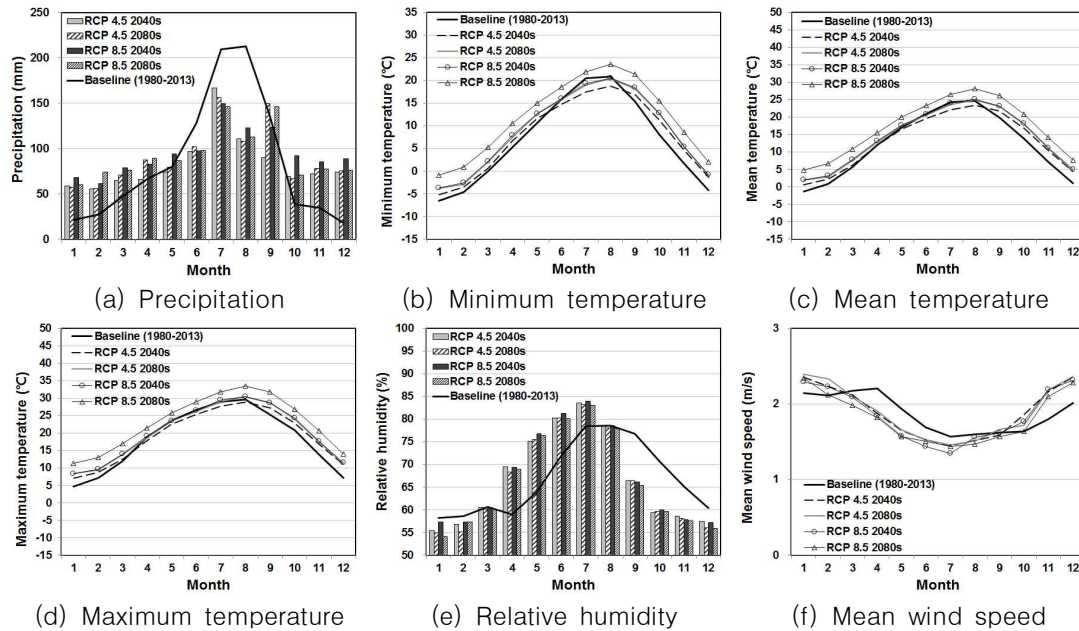 Precipitation (mm)
200
150
100
50
0
RCP 4.5 2040s
RCP 4.5 2080s
RCP 8.5 2040s
RCP 8.5 2080s
Baseline (1980-2013)
1 2 3 4 5 6 7 8 9 10 11 12
Month
(a) Precipitation
Minimum temperature (℃)
35
30
25
20
15
10
5
0
-5
-10
-15
Baseline (1980-2013)
RCP 4.5 2040s
RCP 4.5 2080s
RCP 8.5 2040s
RCP 8.5 2080s
1 2 3 4 5 6 7 8 9 10 11 12
Month
(b) Minimum temperature
Mean temperature (℃)
50
45
40
35
30
25
20
15
10
5
0
-5
-10
-15
Baseline (1980-2013)
RCP 4.5 2040s
RCP 4.5 2080s
RCP 8.5 2040s
RCP 8.5 2080s
1 2 3 4 5 6 7 8 9 10 11 12
Month
(c) Mean temperature
Maximum temperature (℃)
50
45
40
35
30
25
20
15
10
5
0
-5
-10
-15
Baseline (1980-2013)
RCP 4.5 2040s
RCP 4.5 2080s
RCP 8.5 2040s
RCP 8.5 2080s
1 2 3 4 5 6 7 8 9 10 11 12
Month
(d) Maximum temperature
Relative humidity (%)
100
95
90
85
80
75
70
65
60
55
50
RCP 4.5 2040s
RCP 4.5 2080s
RCP 8.5 2040s
RCP 8.5 2080s
Baseline (1980-2013)
1 2 3 4 5 6 7 8 9 10 11 12
Month
(e) Relative humidity
Mean wind speed (m/s)
3
2
1
0
Baseline (1980-2013)
RCP 4.5 2040s
RCP 4.5 2080s
RCP 8.5 2040s
RCP 8.5 2080s
1 2 3 4 5 6 7 8 9 10 11 12
Month
(f) Mean wind speed